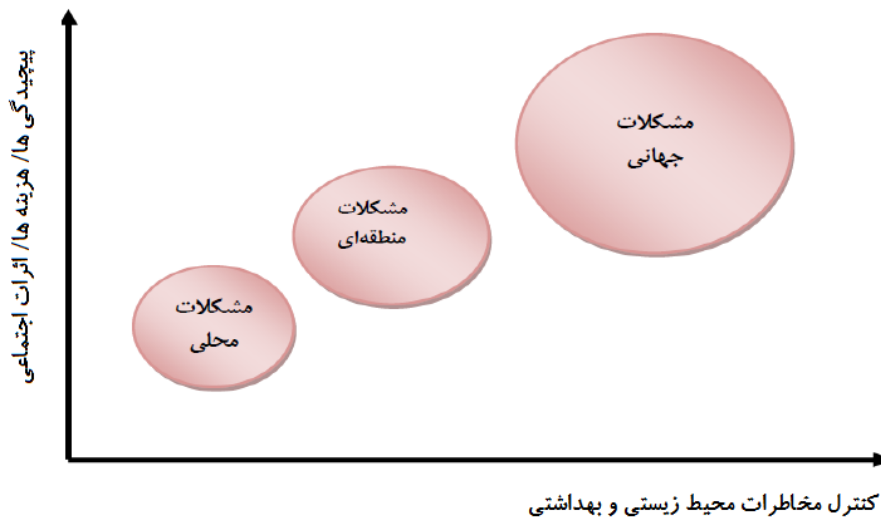 پیچیدگی ها/ هزینه ها/ اثرات اجتماعی
مشکلات
جهانی
مشکلات
منطقه‌ای
مشکلات
محلی
کنترل مخاطرات محیط زیستی و بهداشتی